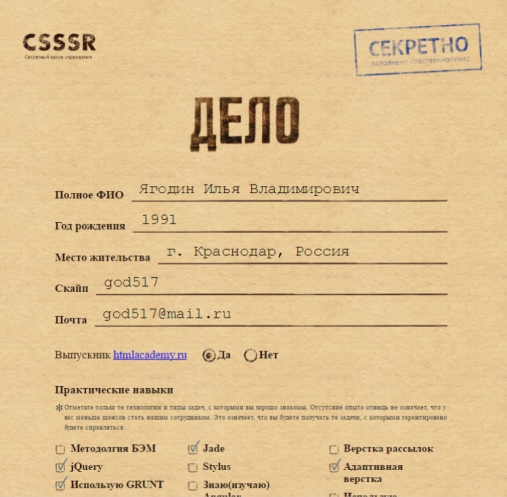 CSSSR
Секретный архив учреждения
СЕКРЕТНО
ЗАПОЛНЕНО СОБСТВЕННОРУЧНО
ДЕЛО
Полное ФИО Ягодин Илья Владимирович
Год рождения 1991
Место жительства г. Краснодар, Россия
Скайп god517
Почта god517@mail.ru
Выпускник htmlacademy.ru Да Нет
Практические навыки
* Отметьте только те технологии и типы задач, с которыми вы хорошо знакомы. Отсутсвие опыта отнюдь не означает, что у
вас меньше шансов стать нашим сотрудником. Это означает, что вы будете получать те задачи, с которыми гарантировано
будете справляться.
Методолгия БЭМ Jade Верстка рассылок
jQuery Stylus Адаптивная
верстка
Использую GRUNT Знаю(изучаю)
Angular Использую